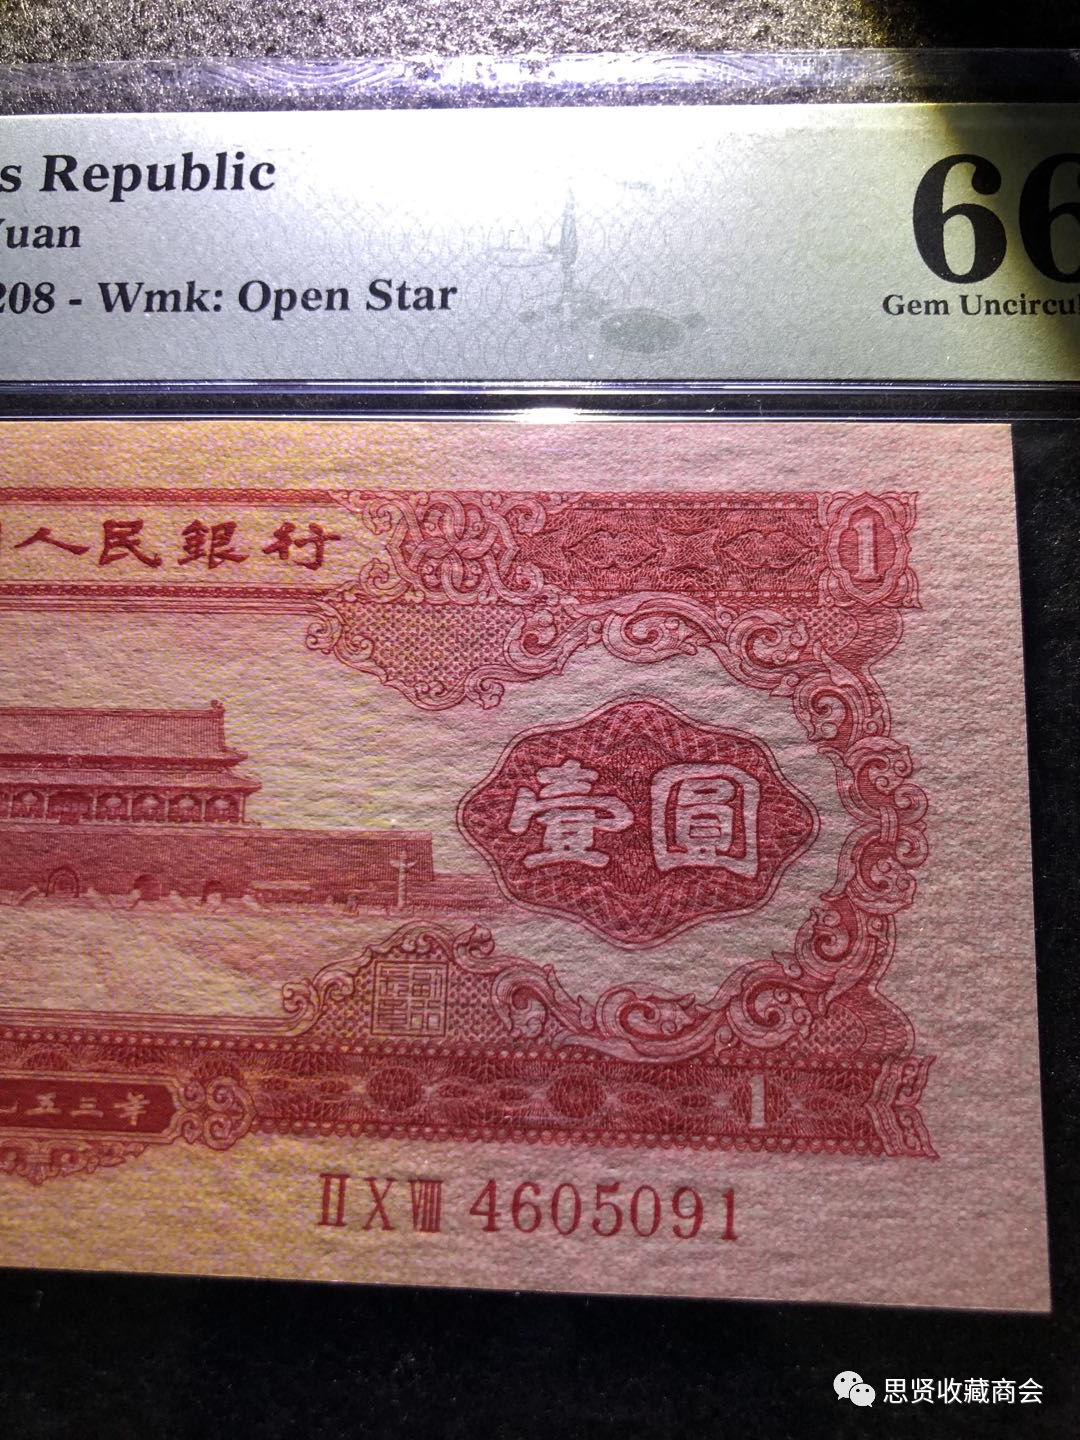 s Republic
Yuan
208 - Wmk: Open Star
66
Gem Uncircu
人民銀行
1
壹圓
五三年
1
ⅡⅩⅧ 4605091
思贤收藏商会